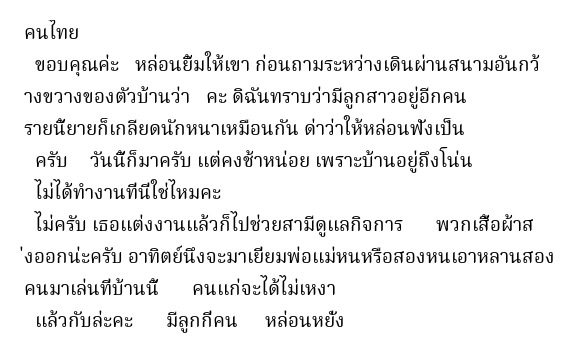 คนไทย
ขอบคุณค่ะ หล่อนยิ้มให้เขา ก่อนถามระหว่างเดินผ่านสนามอันกว้
างขวางของตัวบ้านว่า คะ ดิฉันทราบว่ามีลูกสาวอยู่อีกคน
รายนี้ยายก็เกลียดนักหนาเหมือนกัน ด่าว่าให้หล่อนฟังเป็น
ครับ วันนี้ก็มาครับ แต่คงช้าหน่อย เพราะบ้านอยู่ถึงโน่น
ไม่ได้ทำงานที่นี่ใช่ไหมคะ
ไม่ครับ เธอแต่งงานแล้วก็ไปช่วยสามีดูแลกิจการ พวกเสื้อผ้าส
่งออกน่ะครับ อาทิตย์นึงจะมาเยี่ยมพ่อแม่หนหรือสองหนเอาหลานสอง
คนมาเล่นที่บ้านนี้ คนแก่จะได้ไม่เหงา
แล้วกับล่ะคะ มีลูกกี่คน หล่อนหยั่ง